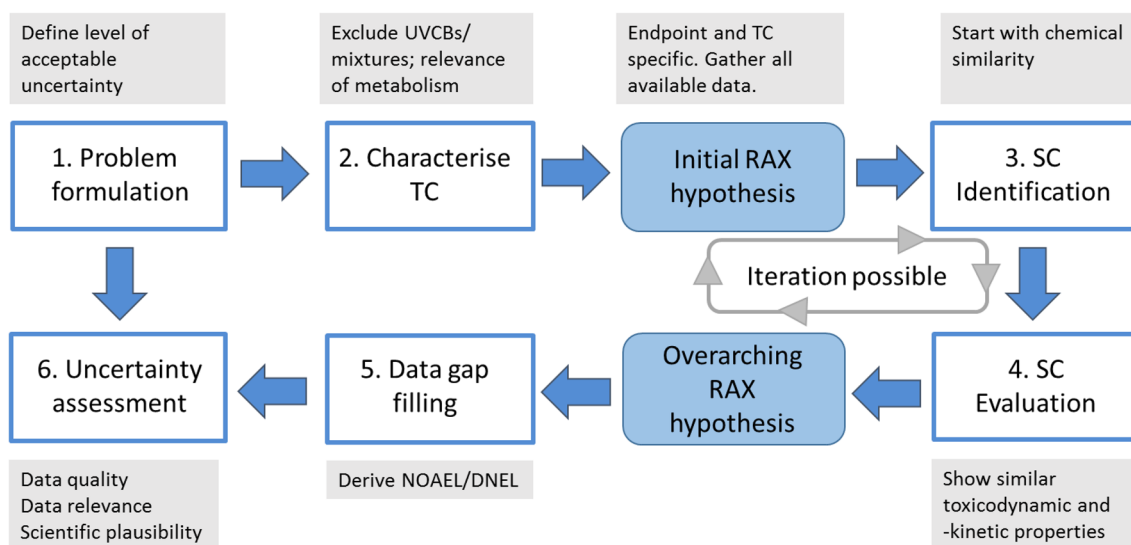 Define level of
acceptable
uncertainty
Exclude UVCBs/
mixtures; relevance
of metabolism
Endpoint and TC
specific. Gather all
available data.
Start with chemical
similarity
1. Problem
formulation
2. Characterise
TC
Initial RAX
hypothesis
3. SC
Identification
Iteration possible
6. Uncertainty
assessment
5. Data gap
filling
Overarching
RAX
hypothesis
4. SC
Evaluation
Data quality
Data relevance
Scientific plausibility
Derive NOAEL/DNEL
Show similar
toxicodynamic and
-kinetic properties